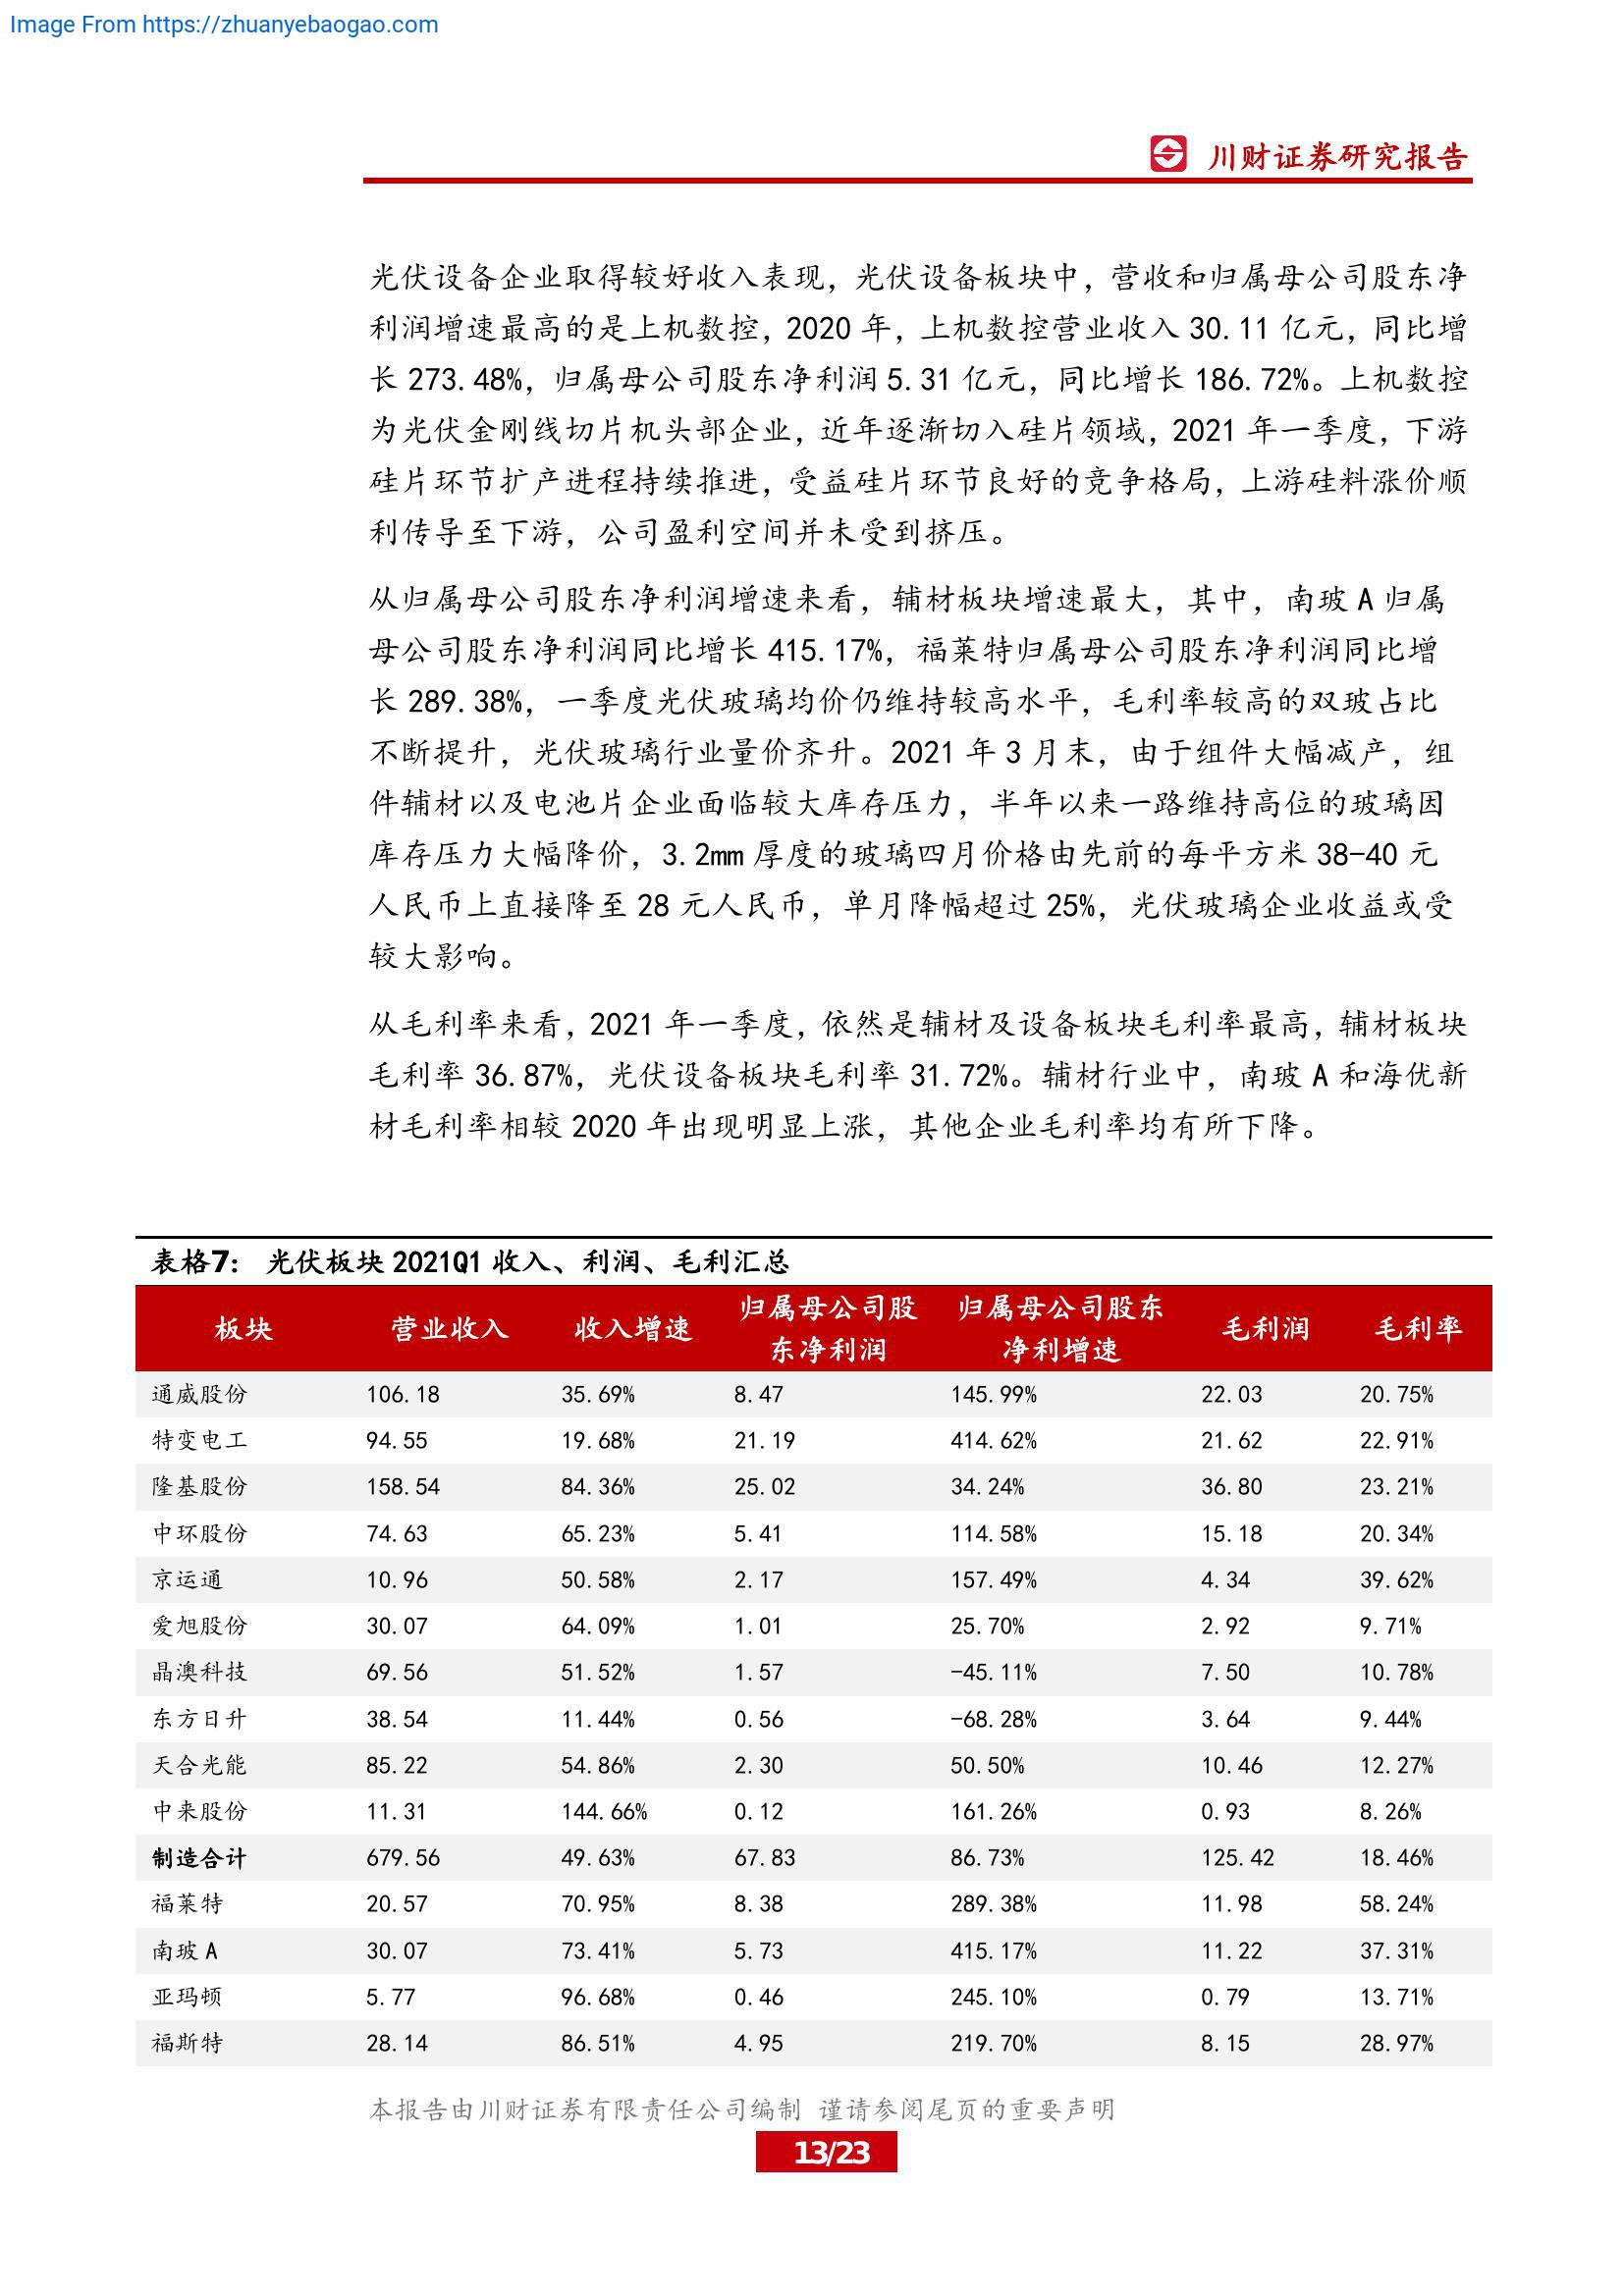 Image From https://zhuanyebaogao.com
川财证券研究报告
光伏设备企业取得较好收入表现，光伏设备板块中，营收和归属母公司股东净
利润增速最高的是上机数控，2020 年，上机数控营业收入 30.11 亿元，同比增
长 273.48%，归属母公司股东净利润 5.31 亿元，同比增长 186.72%。上机数控
为光伏金刚线切片机头部企业，近年逐渐切入硅片领域，2021 年一季度，下游
硅片环节扩产进程持续推进，受益硅片环节良好的竞争格局，上游硅料涨价顺
利传导至下游，公司盈利空间并未受到挤压。
从归属母公司股东净利润增速来看，辅材板块增速最大，其中，南玻 A 归属
母公司股东净利润同比增长 415.17%，福莱特归属母公司股东净利润同比增
长 289.38%，一季度光伏玻璃均价仍维持较高水平，毛利率较高的双玻占比
不断提升，光伏玻璃行业量价齐升。2021 年 3 月末，由于组件大幅减产，组
件辅材以及电池片企业面临较大库存压力，半年以来一路维持高位的玻璃因
库存压力大幅降价，3.2mm 厚度的玻璃四月价格由先前的每平方米 38-40 元
人民币上直接降至 28 元人民币，单月降幅超过 25%，光伏玻璃企业收益或受
较大影响。
从毛利率来看，2021 年一季度，依然是辅材及设备板块毛利率最高，辅材板块
毛利率 36.87%，光伏设备板块毛利率 31.72%。辅材行业中，南玻 A 和海优新
材毛利率相较 2020 年出现明显上涨，其他企业毛利率均有所下降。
表格7： 光伏板块 2021Q1 收入、利润、毛利汇总
板块 营业收入 收入增速 归属母公司股东净利润 归属母公司股东净利增速 毛利润 毛利率
通威股份 106.18 35.69% 8.47 145.99% 22.03 20.75%
特变电工 94.55 19.68% 21.19 414.62% 21.62 22.91%
隆基股份 158.54 84.36% 25.02 34.24% 36.80 23.21%
中环股份 74.63 65.23% 5.41 114.58% 15.18 20.34%
京运通 10.96 50.58% 2.17 157.49% 4.34 39.62%
爱旭股份 30.07 64.09% 1.01 25.70% 2.92 9.71%
晶澳科技 69.56 51.52% 1.57 -45.11% 7.50 10.78%
东方日升 38.54 11.44% 0.56 -68.28% 3.64 9.44%
天合光能 85.22 54.86% 2.30 50.50% 10.46 12.27%
中来股份 11.31 144.66% 0.12 161.26% 0.93 8.26%
制造合计 679.56 49.63% 67.83 86.73% 125.42 18.46%
福莱特 20.57 70.95% 8.38 289.38% 11.98 58.24%
南玻 A 30.07 73.41% 5.73 415.17% 11.22 37.31%
亚玛顿 5.77 96.68% 0.46 245.10% 0.79 13.71%
福斯特 28.14 86.51% 4.95 219.70% 8.15 28.97%
本报告由川财证券有限责任公司编制 谨请参阅尾页的重要声明
13/23